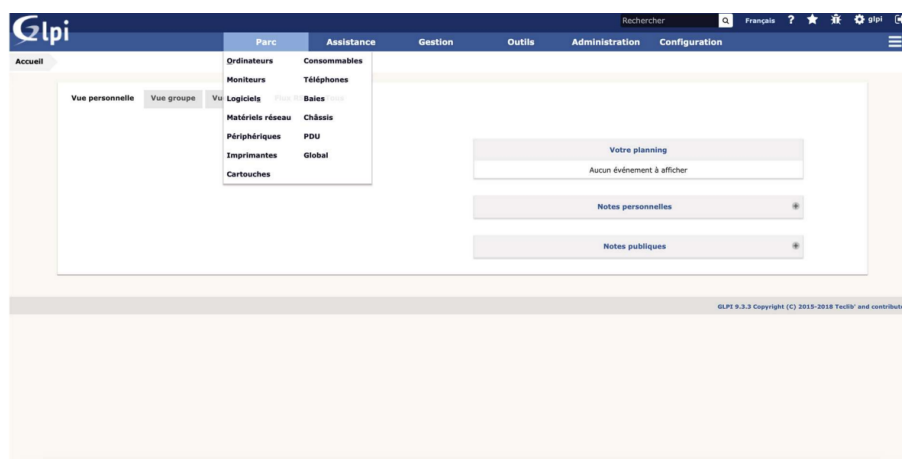 Glpi
Rechercher Français ? glpi
Parc Assistance Gestion Outils Administration Configuration
Accueil
Ordinateurs Consommables
Moniteurs Téléphones
Vue personnelle Vue groupe Vu Logiciels Baies
Matériels réseau Châssis
Périphériques PDU
Imprimantes Global
Cartouches
Votre planning
Aucun événement à afficher
Notes personnelles
Notes publiques
GLPI 9.3.3 Copyright (C) 2015-2018 Teclib' and contribut